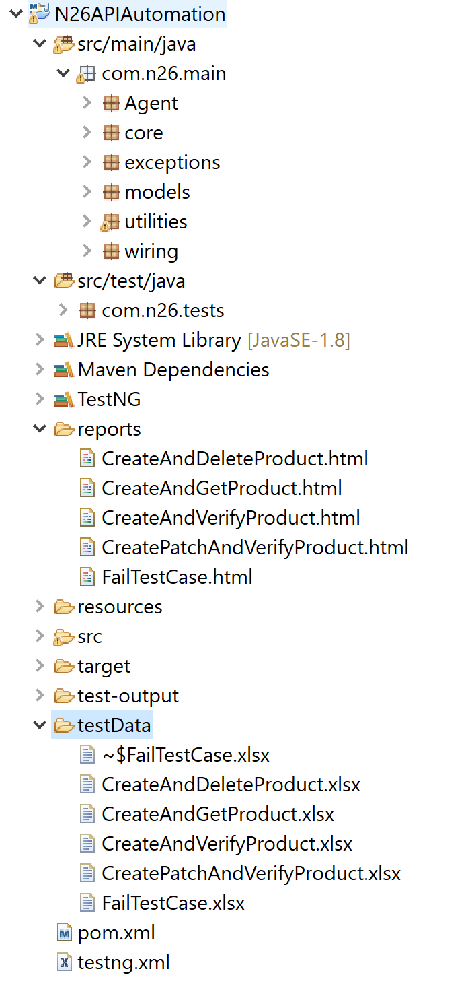 N26APIAutomation
src/main/java
com.n26.main
Agent
core
exceptions
models
utilities
wiring
src/test/java
com.n26.tests
JRE System Library [JavaSE-1.8]
Maven Dependencies
TestNG
reports
CreateAndDeleteProduct.html
CreateAndGetProduct.html
CreateAndVerifyProduct.html
CreatePatchAndVerifyProduct.html
FailTestCase.html
resources
src
target
test-output
testData
~$FailTestCase.xlsx
CreateAndDeleteProduct.xlsx
CreateAndGetProduct.xlsx
CreateAndVerifyProduct.xlsx
CreatePatchAndVerifyProduct.xlsx
FailTestCase.xlsx
pom.xml
testng.xml